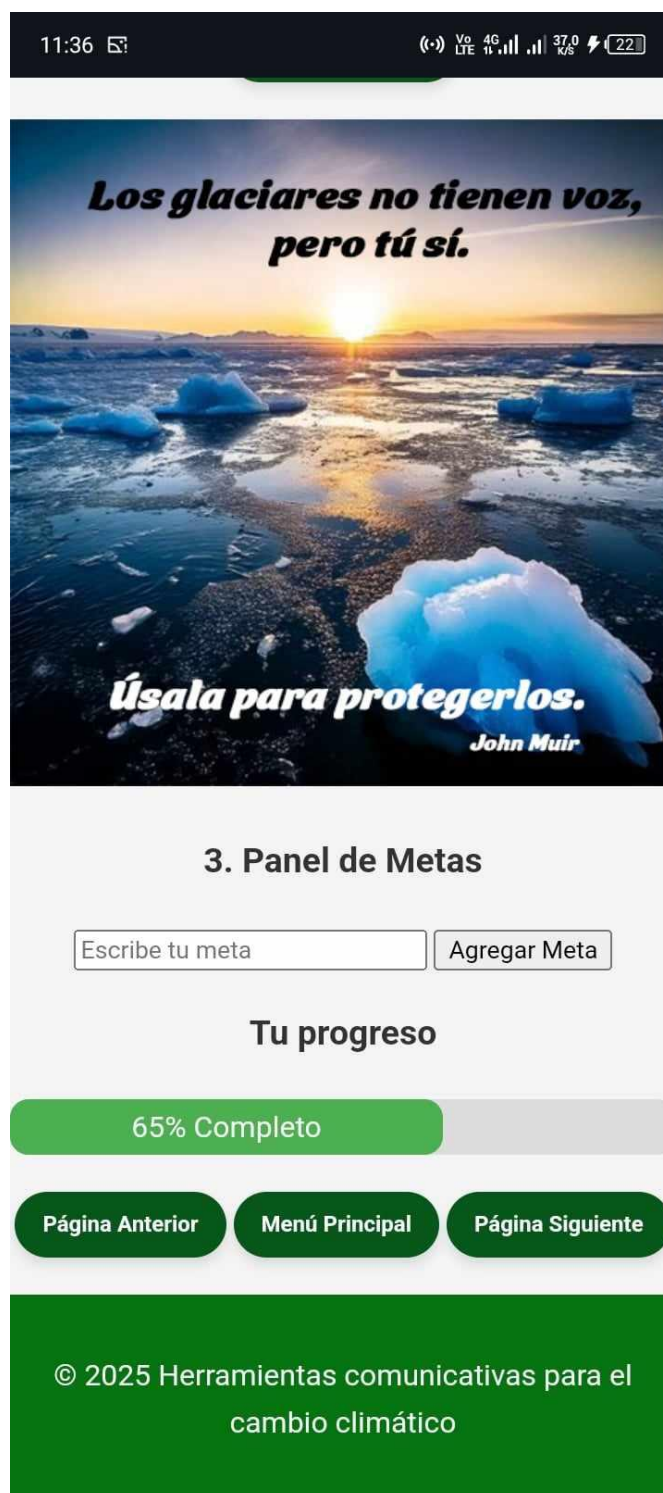 11:36
Vo LTE 4G 37,0 K/S 22
Los glaciares no tienen voz,
pero tú sí.
Úsala para protegerlos.
John Muir
3. Panel de Metas
Escribe tu meta Agregar Meta
Tu progreso
65% Completo
Página Anterior Menú Principal Página Siguiente
© 2025 Herramientas comunicativas para el
cambio climático